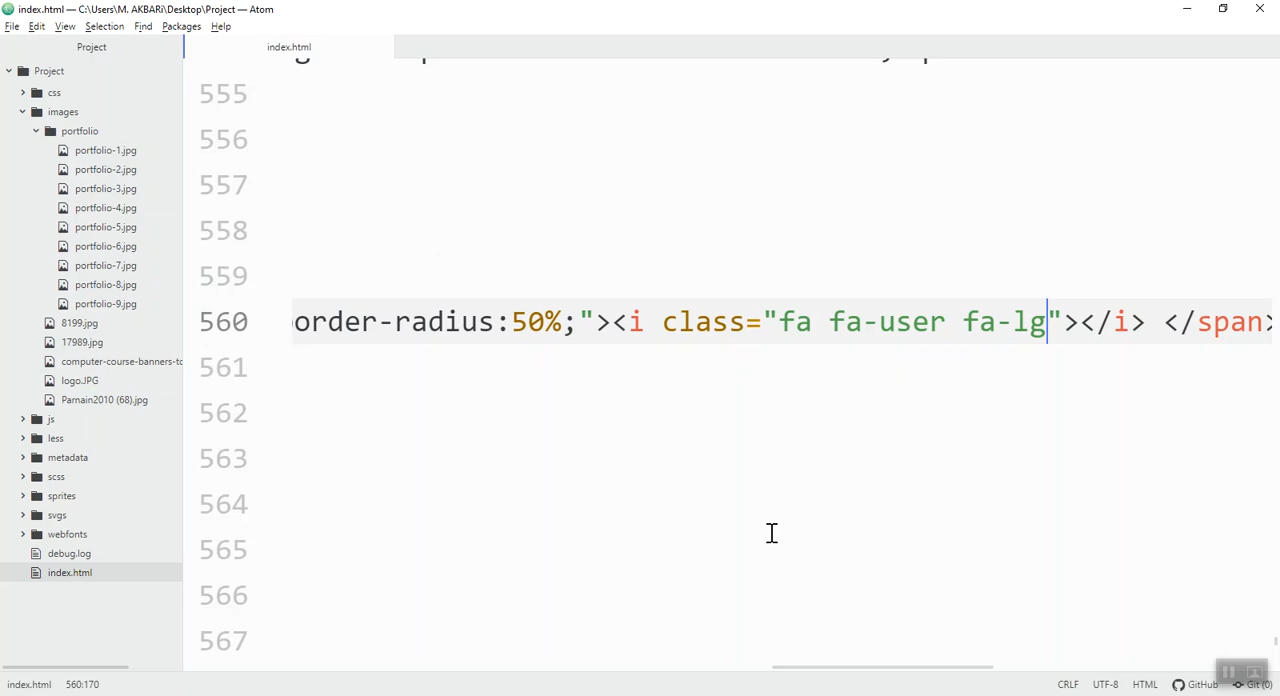 index.html — C:\Users\M. AKBARi\Desktop\Project — Atom
File Edit View Selection Find Packages Help
Project
index.html
Project
css
images
portfolio
portfolio-1.jpg
portfolio-2.jpg
portfolio-3.jpg
portfolio-4.jpg
portfolio-5.jpg
portfolio-6.jpg
portfolio-7.jpg
portfolio-8.jpg
portfolio-9.jpg
8199.jpg
17989.jpg
computer-course-banners-to
logo.JPG
Parnain2010 (68).jpg
js
less
metadata
scss
sprites
svgs
webfonts
debug.log
index.html
555
556
557
558
559
560 order-radius:50%;"><i class="fa fa-user fa-lg"></i> </span>
561
562
563
564
565
566
567
index.html 560:170 CRLF UTF-8 HTML GitHub Git (0)